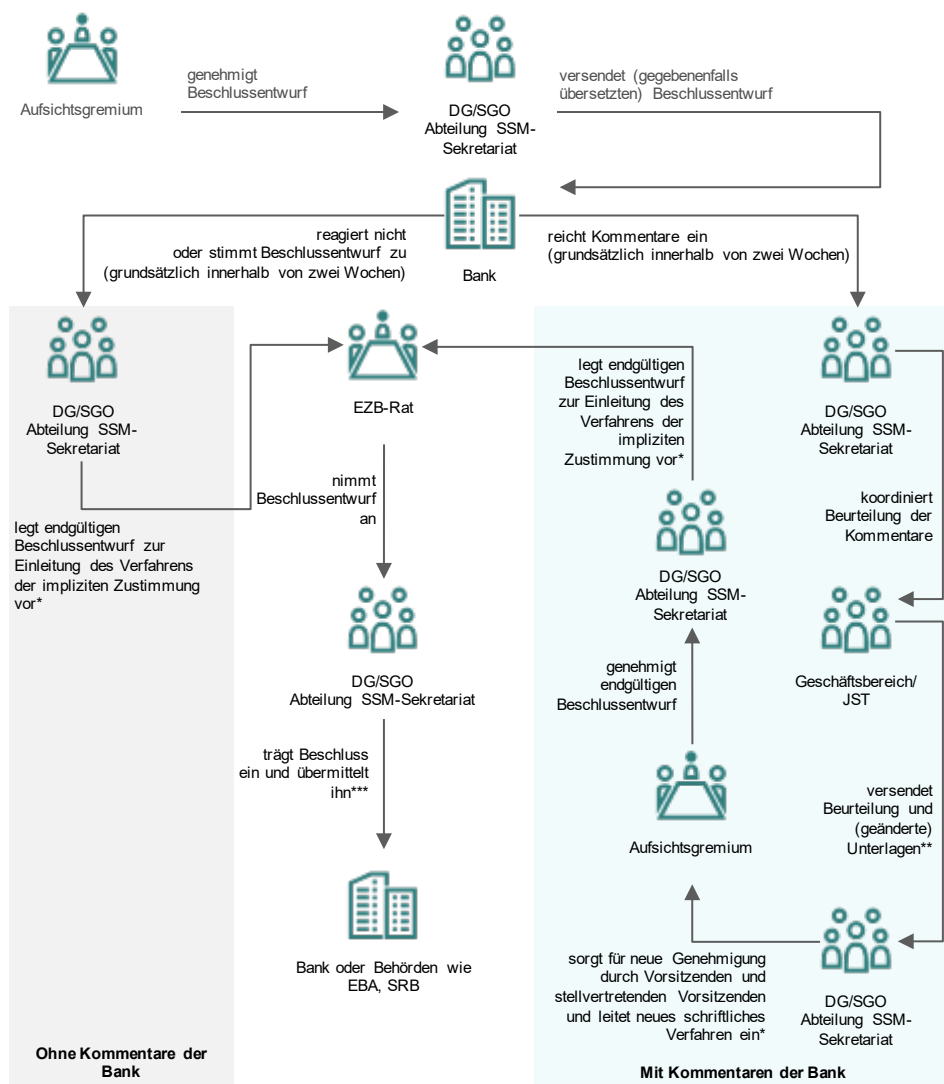 Aufsichtsgremium
genehmigt
Beschlussentwurf
DG/SGO
Abteilung SSM-
Sekretariat
versendet (gegebenenfalls
übersetzten) Beschlussentwurf
Bank
reagiert nicht
oder stimmt Beschlussentwurf zu
(grundsätzlich innerhalb von zwei Wochen)
reicht Kommentare ein
(grundsätzlich innerhalb von zwei Wochen)
DG/SGO
Abteilung SSM-
Sekretariat
legt endgültigen
Beschlussentwurf zur
Einleitung des Verfahrens
der impliziten Zustimmung
vor*
Ohne Kommentare der
Bank
EZB-Rat
nimmt
Beschlussentwurf
an
DG/SGO
Abteilung SSM-Sekretariat
trägt Beschluss
ein und übermittelt
ihn***
Bank oder Behörden wie
EBA, SRB
DG/SGO
Abteilung SSM-
Sekretariat
koordiniert
Beurteilung der
Kommentare
Geschäftsbereich/
JST
versendet
Beurteilung und
(geänderte)
Unterlagen**
DG/SGO
Abteilung SSM-
Sekretariat
sorgt für neue Genehmigung
durch Vorsitzenden und
stellvertretenden Vorsitzenden
und leitet neues schriftliches
Verfahren ein*
Aufsichtsgremium
genehmigt
endgültigen
Beschlussentwurf
DG/SGO
Abteilung SSM-
Sekretariat
legt endgültigen
Beschlussentwurf
zur Einleitung des
Verfahrens der
impliziten
Zustimmung vor*
Mit Kommentaren der Bank